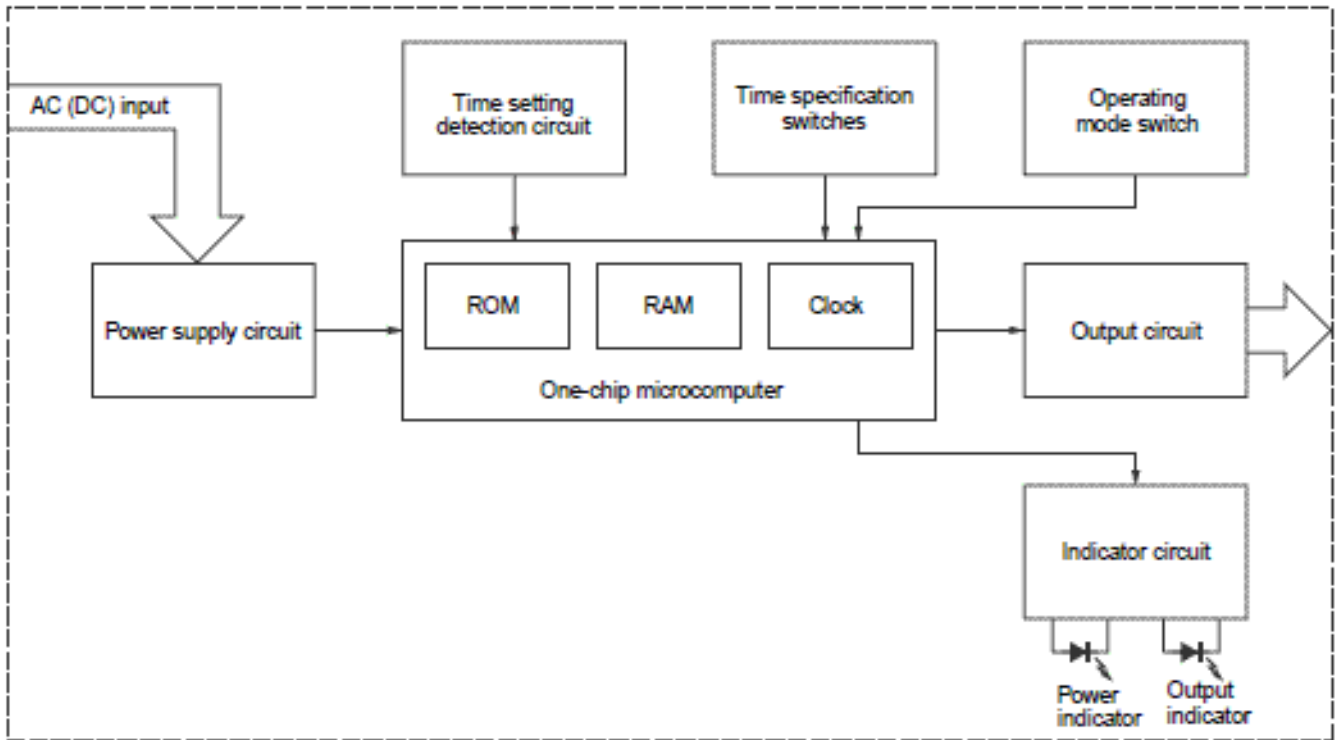 AC (DC) input
Time setting
detection circuit
Time specification
switches
Operating
mode switch
Power supply circuit
ROM
RAM
Clock
One-chip microcomputer
Output circuit
Indicator circuit
Power
indicator
Output
indicator